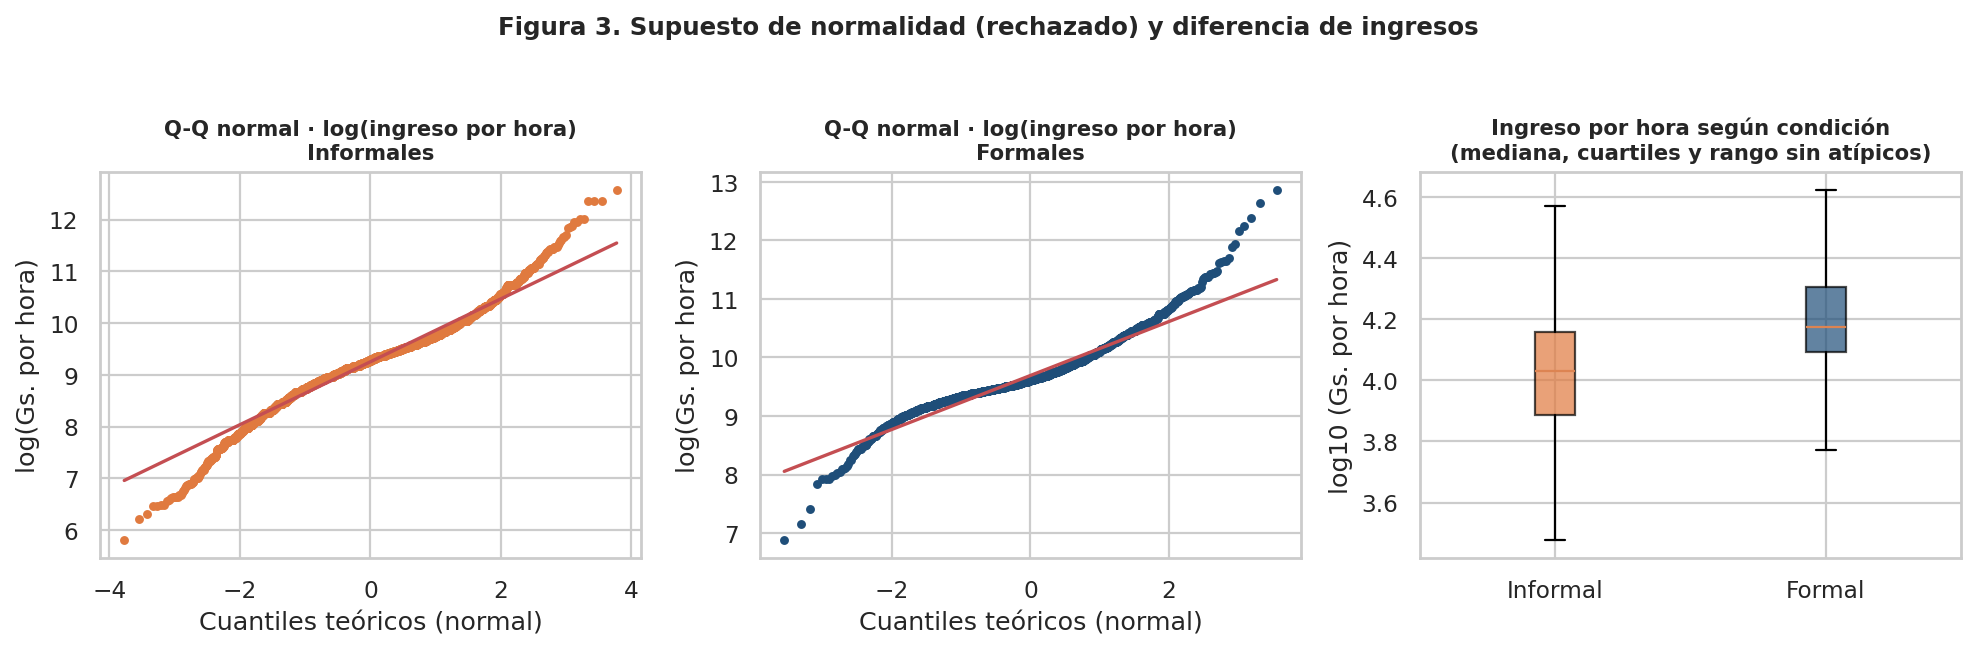 Figura 3. Supuesto de normalidad (rechazado) y diferencia de ingresos
Q-Q normal · log(ingreso por hora)
Informales
log(Gs. por hora)
12
11
10
9
8
7
6
−4
−2
0
2
4
Cuantiles teóricos (normal)
Q-Q normal · log(ingreso por hora)
Formales
log(Gs. por hora)
13
12
11
10
9
8
7
−2
0
2
Cuantiles teóricos (normal)
Ingreso por hora según condición
(mediana, cuartiles y rango sin atípicos)
log10 (Gs. por hora)
4.6
4.4
4.2
4.0
3.8
3.6
Informal
Formal